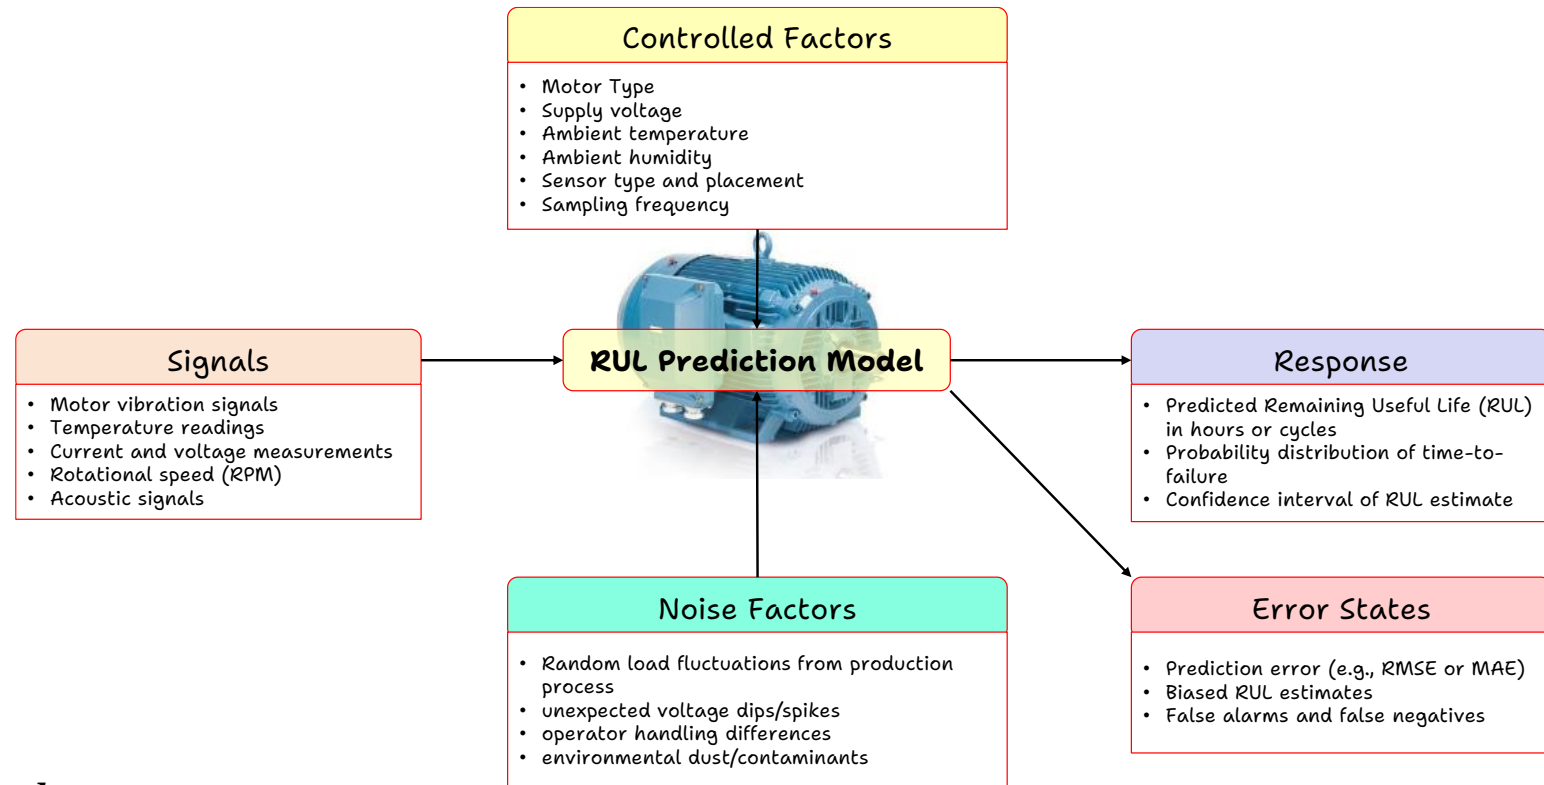 Controlled Factors
• Motor Type
• Supply voltage
• Ambient temperature
• Ambient humidity
• Sensor type and placement
• Sampling frequency
Signals
• Motor vibration signals
• Temperature readings
• Current and voltage measurements
• Rotational speed (RPM)
• Acoustic signals
RUL Prediction Model
Response
• Predicted Remaining Useful Life (RUL)
in hours or cycles
• Probability distribution of time-to-
failure
• Confidence interval of RUL estimate
Noise Factors
• Random load fluctuations from production
process
• unexpected voltage dips/spikes
• operator handling differences
• environmental dust/contaminants
Error States
• Prediction error (e.g., RMSE or MAE)
• Biased RUL estimates
• False alarms and false negatives